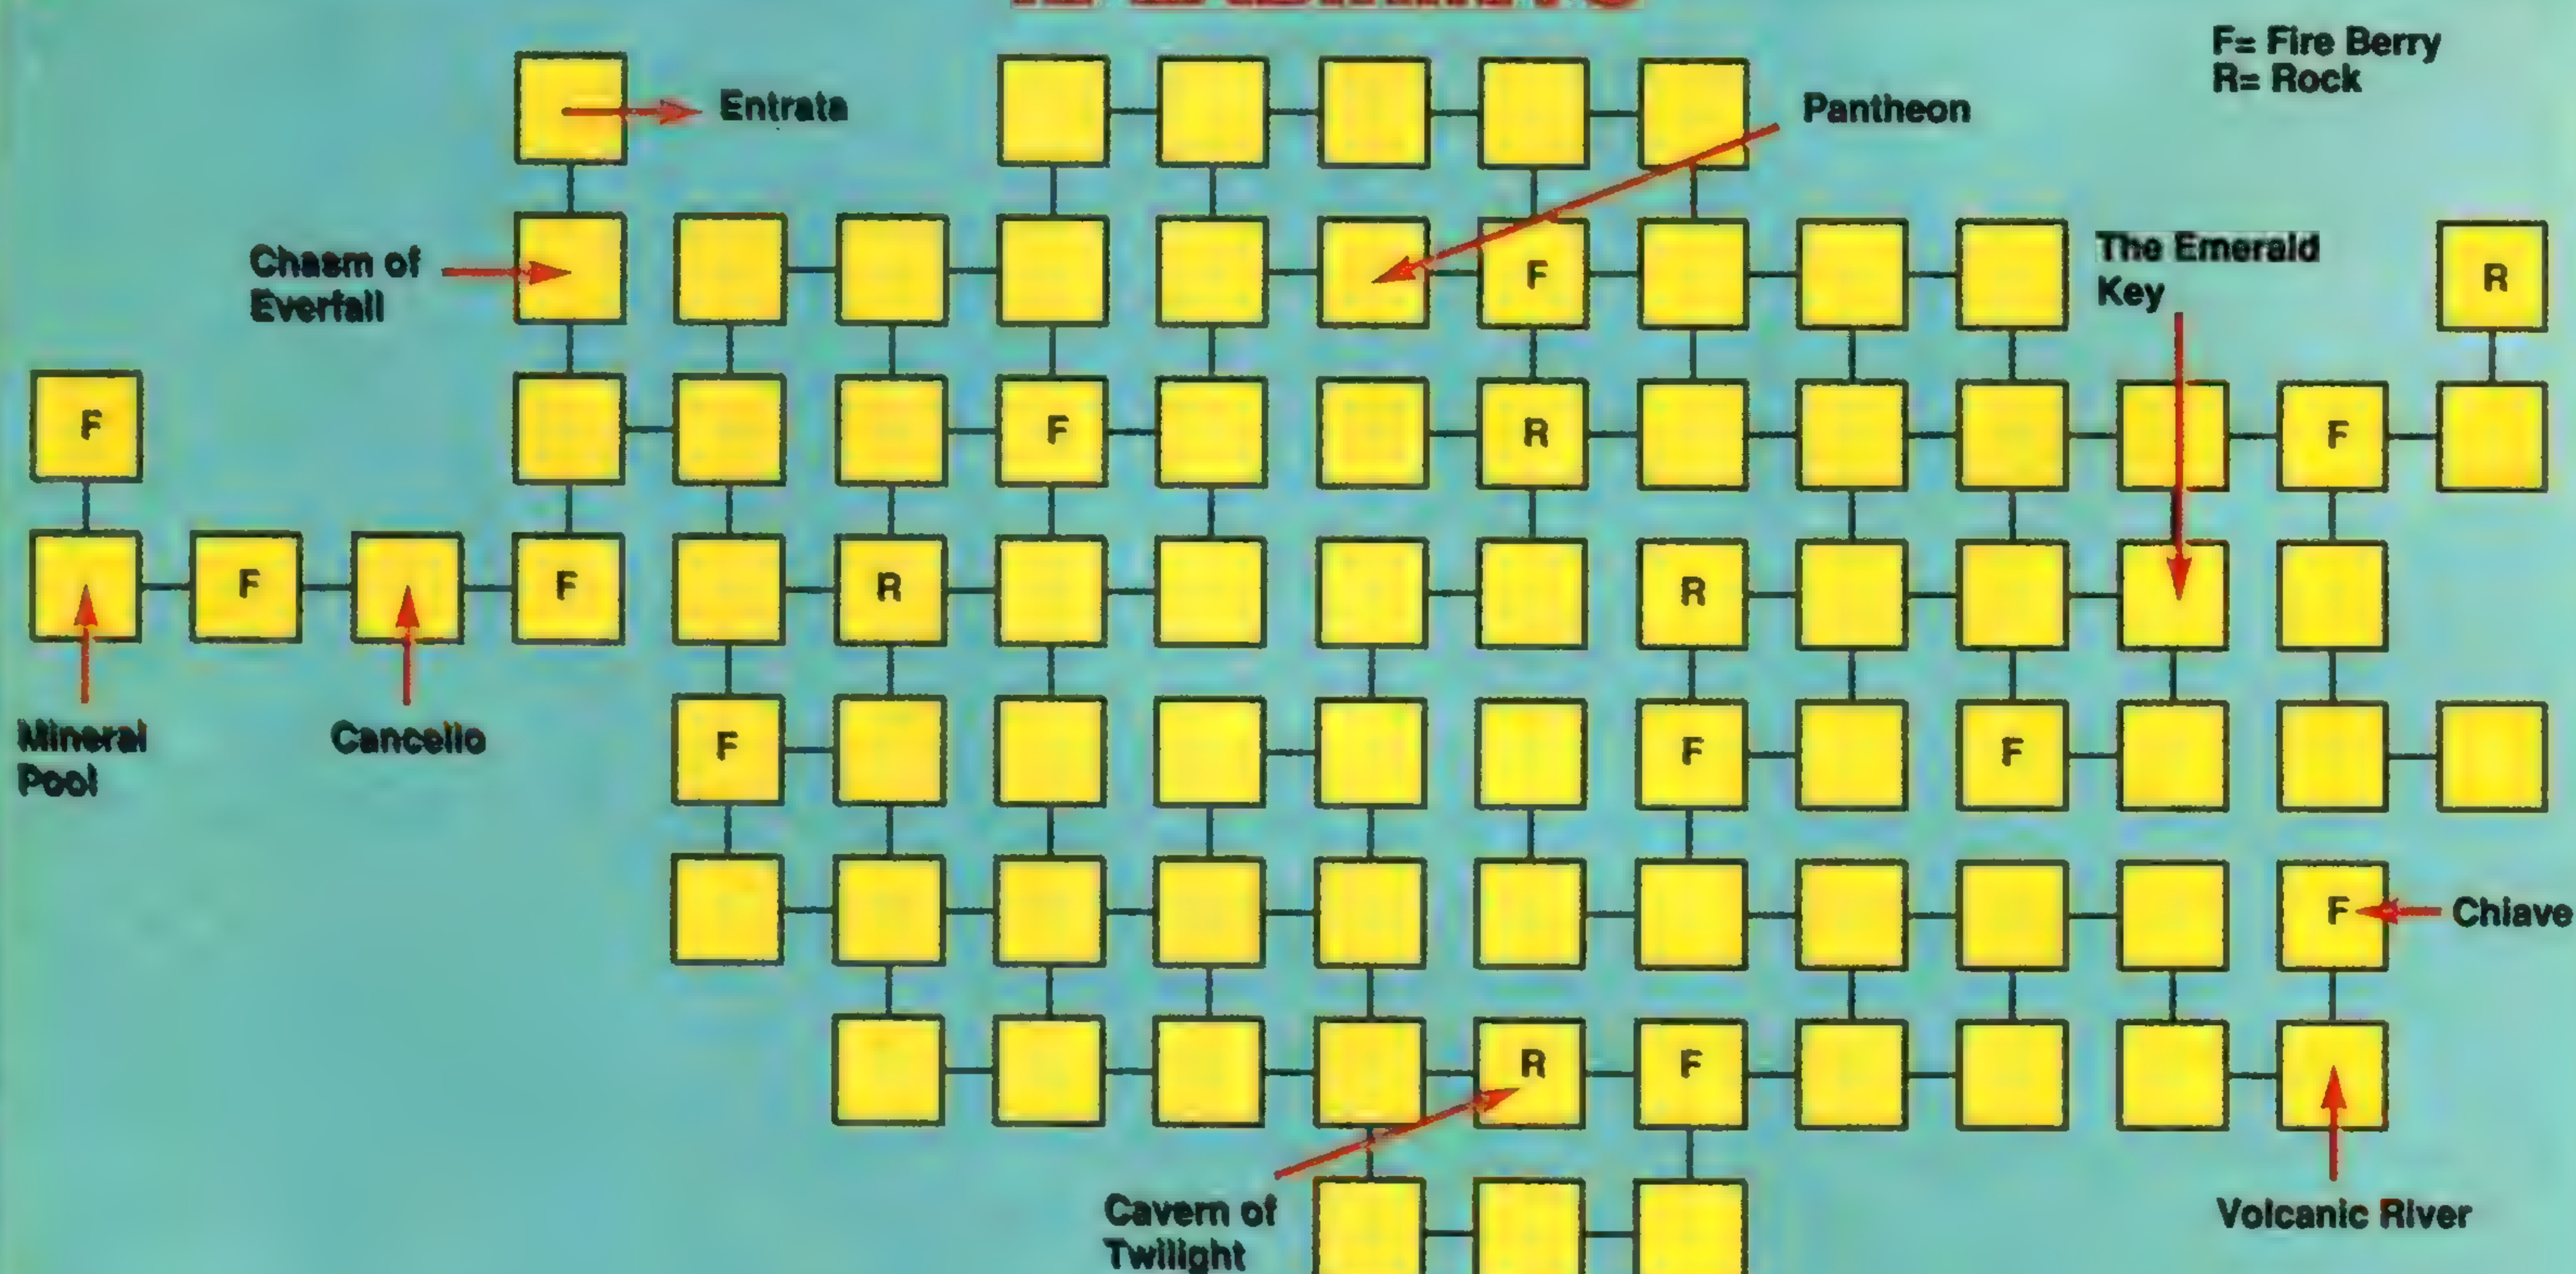 F= Fire Berry
R= Rock
Entrata
Pantheon
Chasm of
Everfall
F
The Emerald
Key
R
F
F
R
F
F
F
R
R
Mineral
Pool
Cancello
F
F
F
F
Chiave
R
F
Cavern of
Twilight
Volcanic River